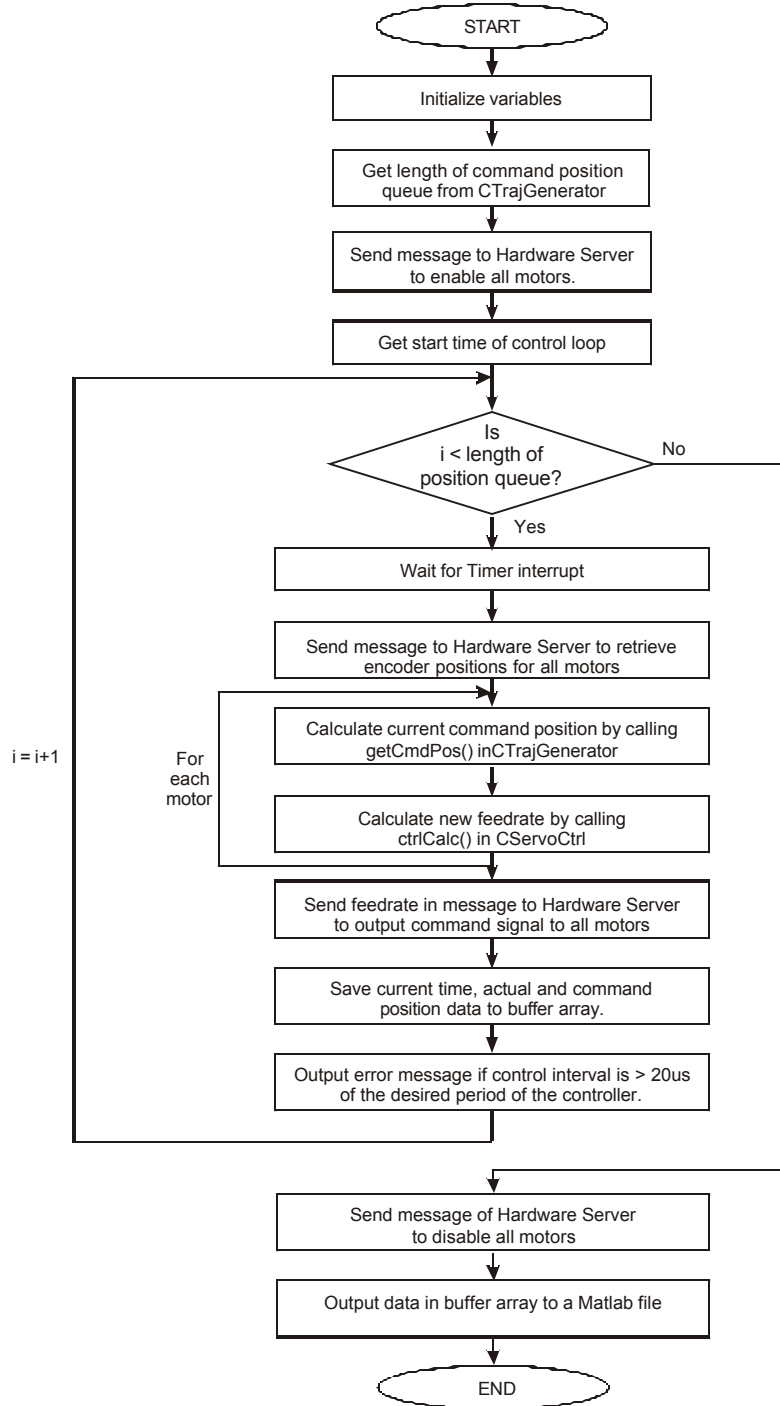 START
Initialize variables
Get length of command position
queue from CTrajGenerator
Send message to Hardware Server
to enable all motors.
Get start time of control loop
Is
i < length of
position queue?
No
Yes
Wait for Timer interrupt
Send message to Hardware Server to retrieve
encoder positions for all motors
Calculate current command position by calling
getCmdPos() inCTrajGenerator
i = i+1
For
each
motor
Calculate new feedrate by calling
ctrlCalc() in CServoCtrl
Send feedrate in message to Hardware Server
to output command signal to all motors
Save current time, actual and command
position data to buffer array.
Output error message if control interval is > 20us
of the desired period of the controller.
Send message of Hardware Server
to disable all motors
Output data in buffer array to a Matlab file
END